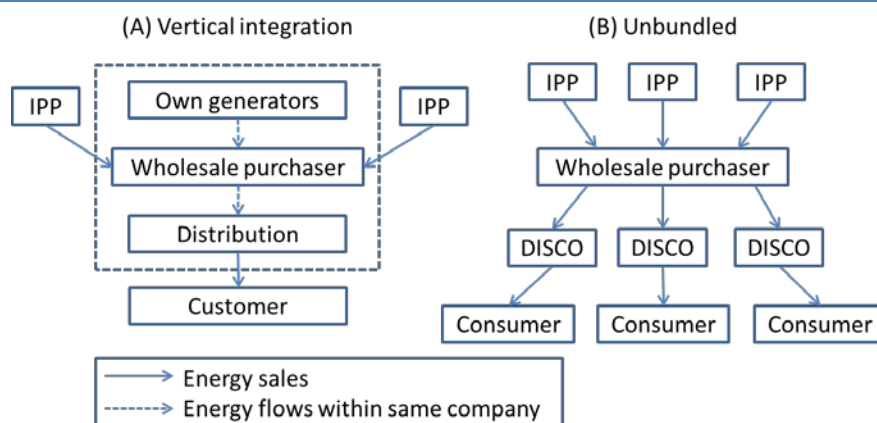 (A) Vertical integration
(B) Unbundled
IPP
Own generators
IPP
Wholesale purchaser
Distribution
Customer
IPP
IPP
IPP
Wholesale purchaser
DISCO
DISCO
DISCO
Consumer
Consumer
Consumer
Energy sales
Energy flows within same company